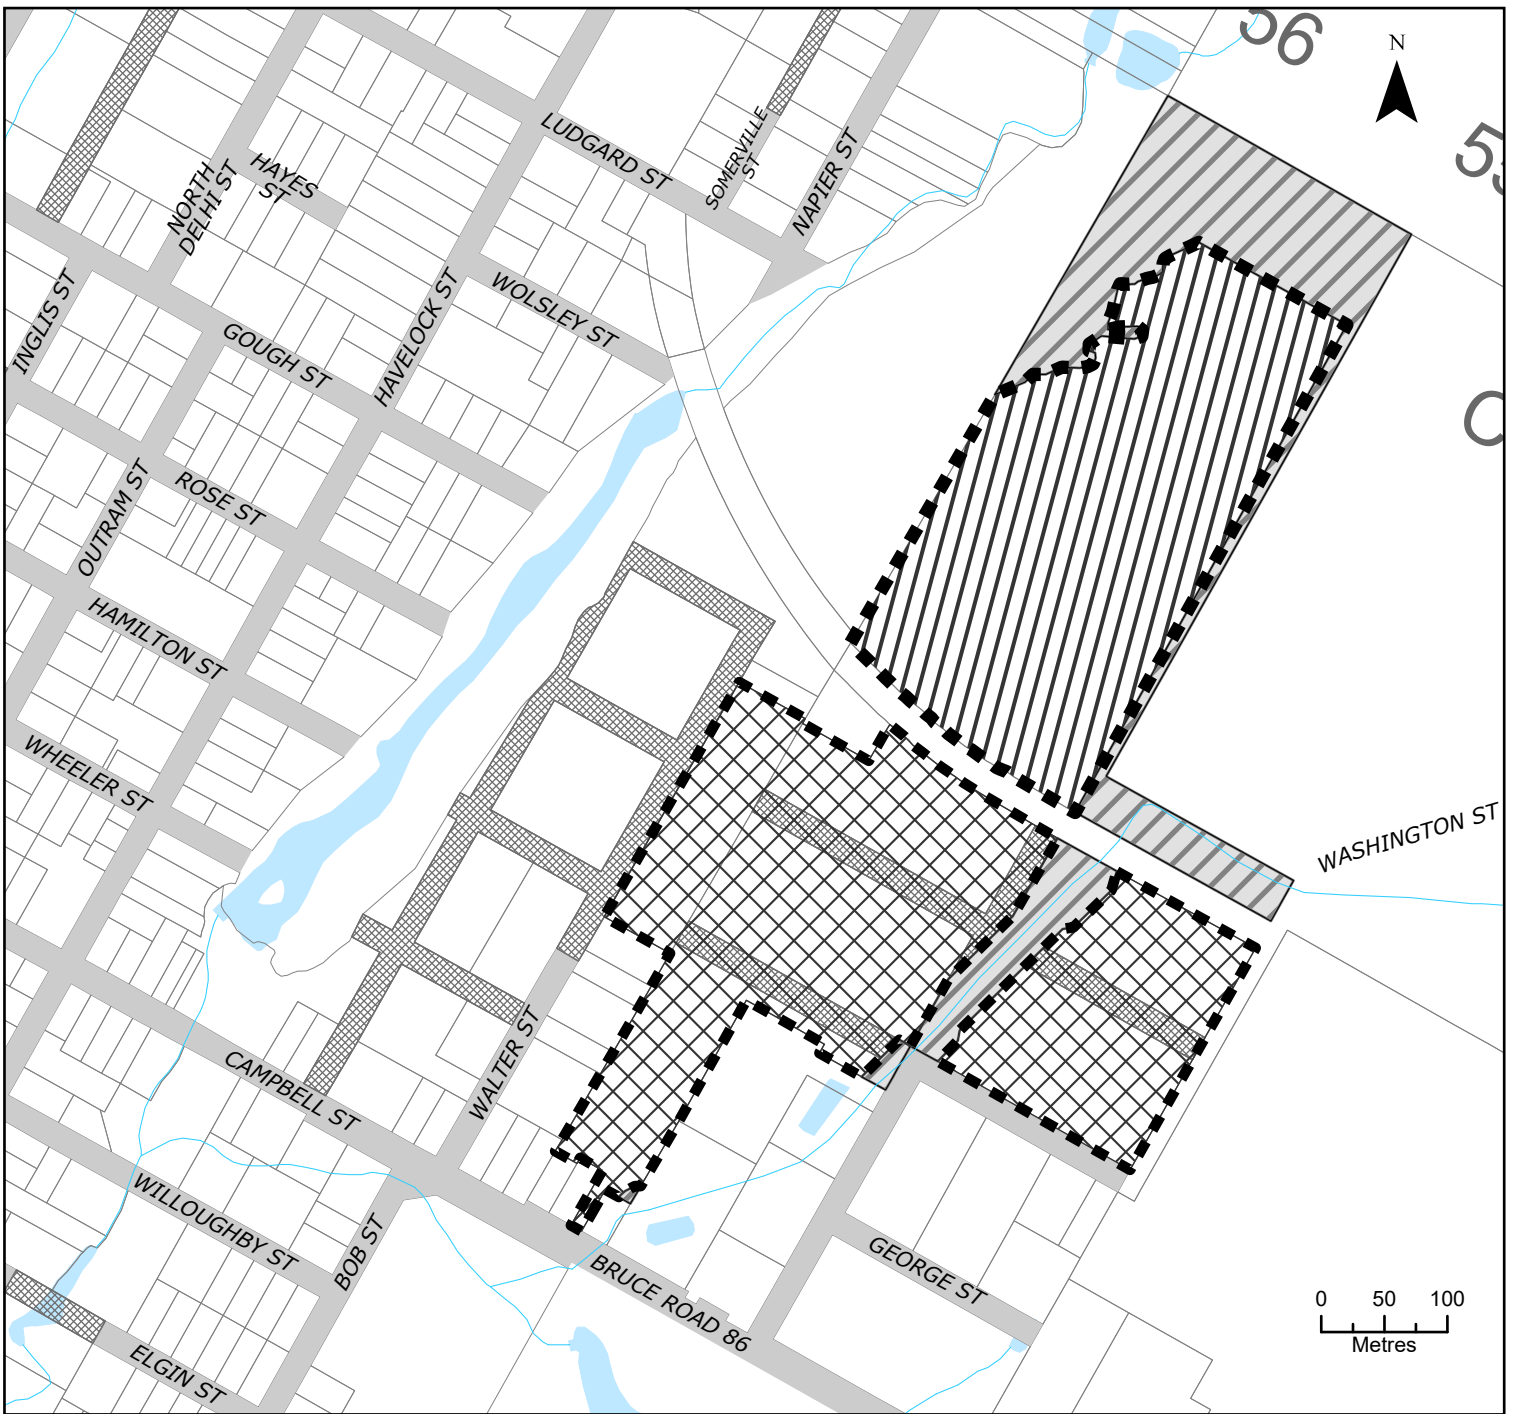 56
N
55
C
LUDGARD ST
SOMERVILLE
ST
NAPIER ST
HAYES
ST
NORTH
DELHI ST
INGLIS ST
HAVELOCK ST
WOLSLEY ST
GOUGH ST
OUTRAM ST
ROSE ST
HAMILTON ST
WHEELER ST
WASHINGTON ST
CAMPBELL ST
WALTER ST
WILLOUGHBY ST
BOB ST
GEORGE ST
BRUCE ROAD 86
ELGIN ST
0 50 100
Metres